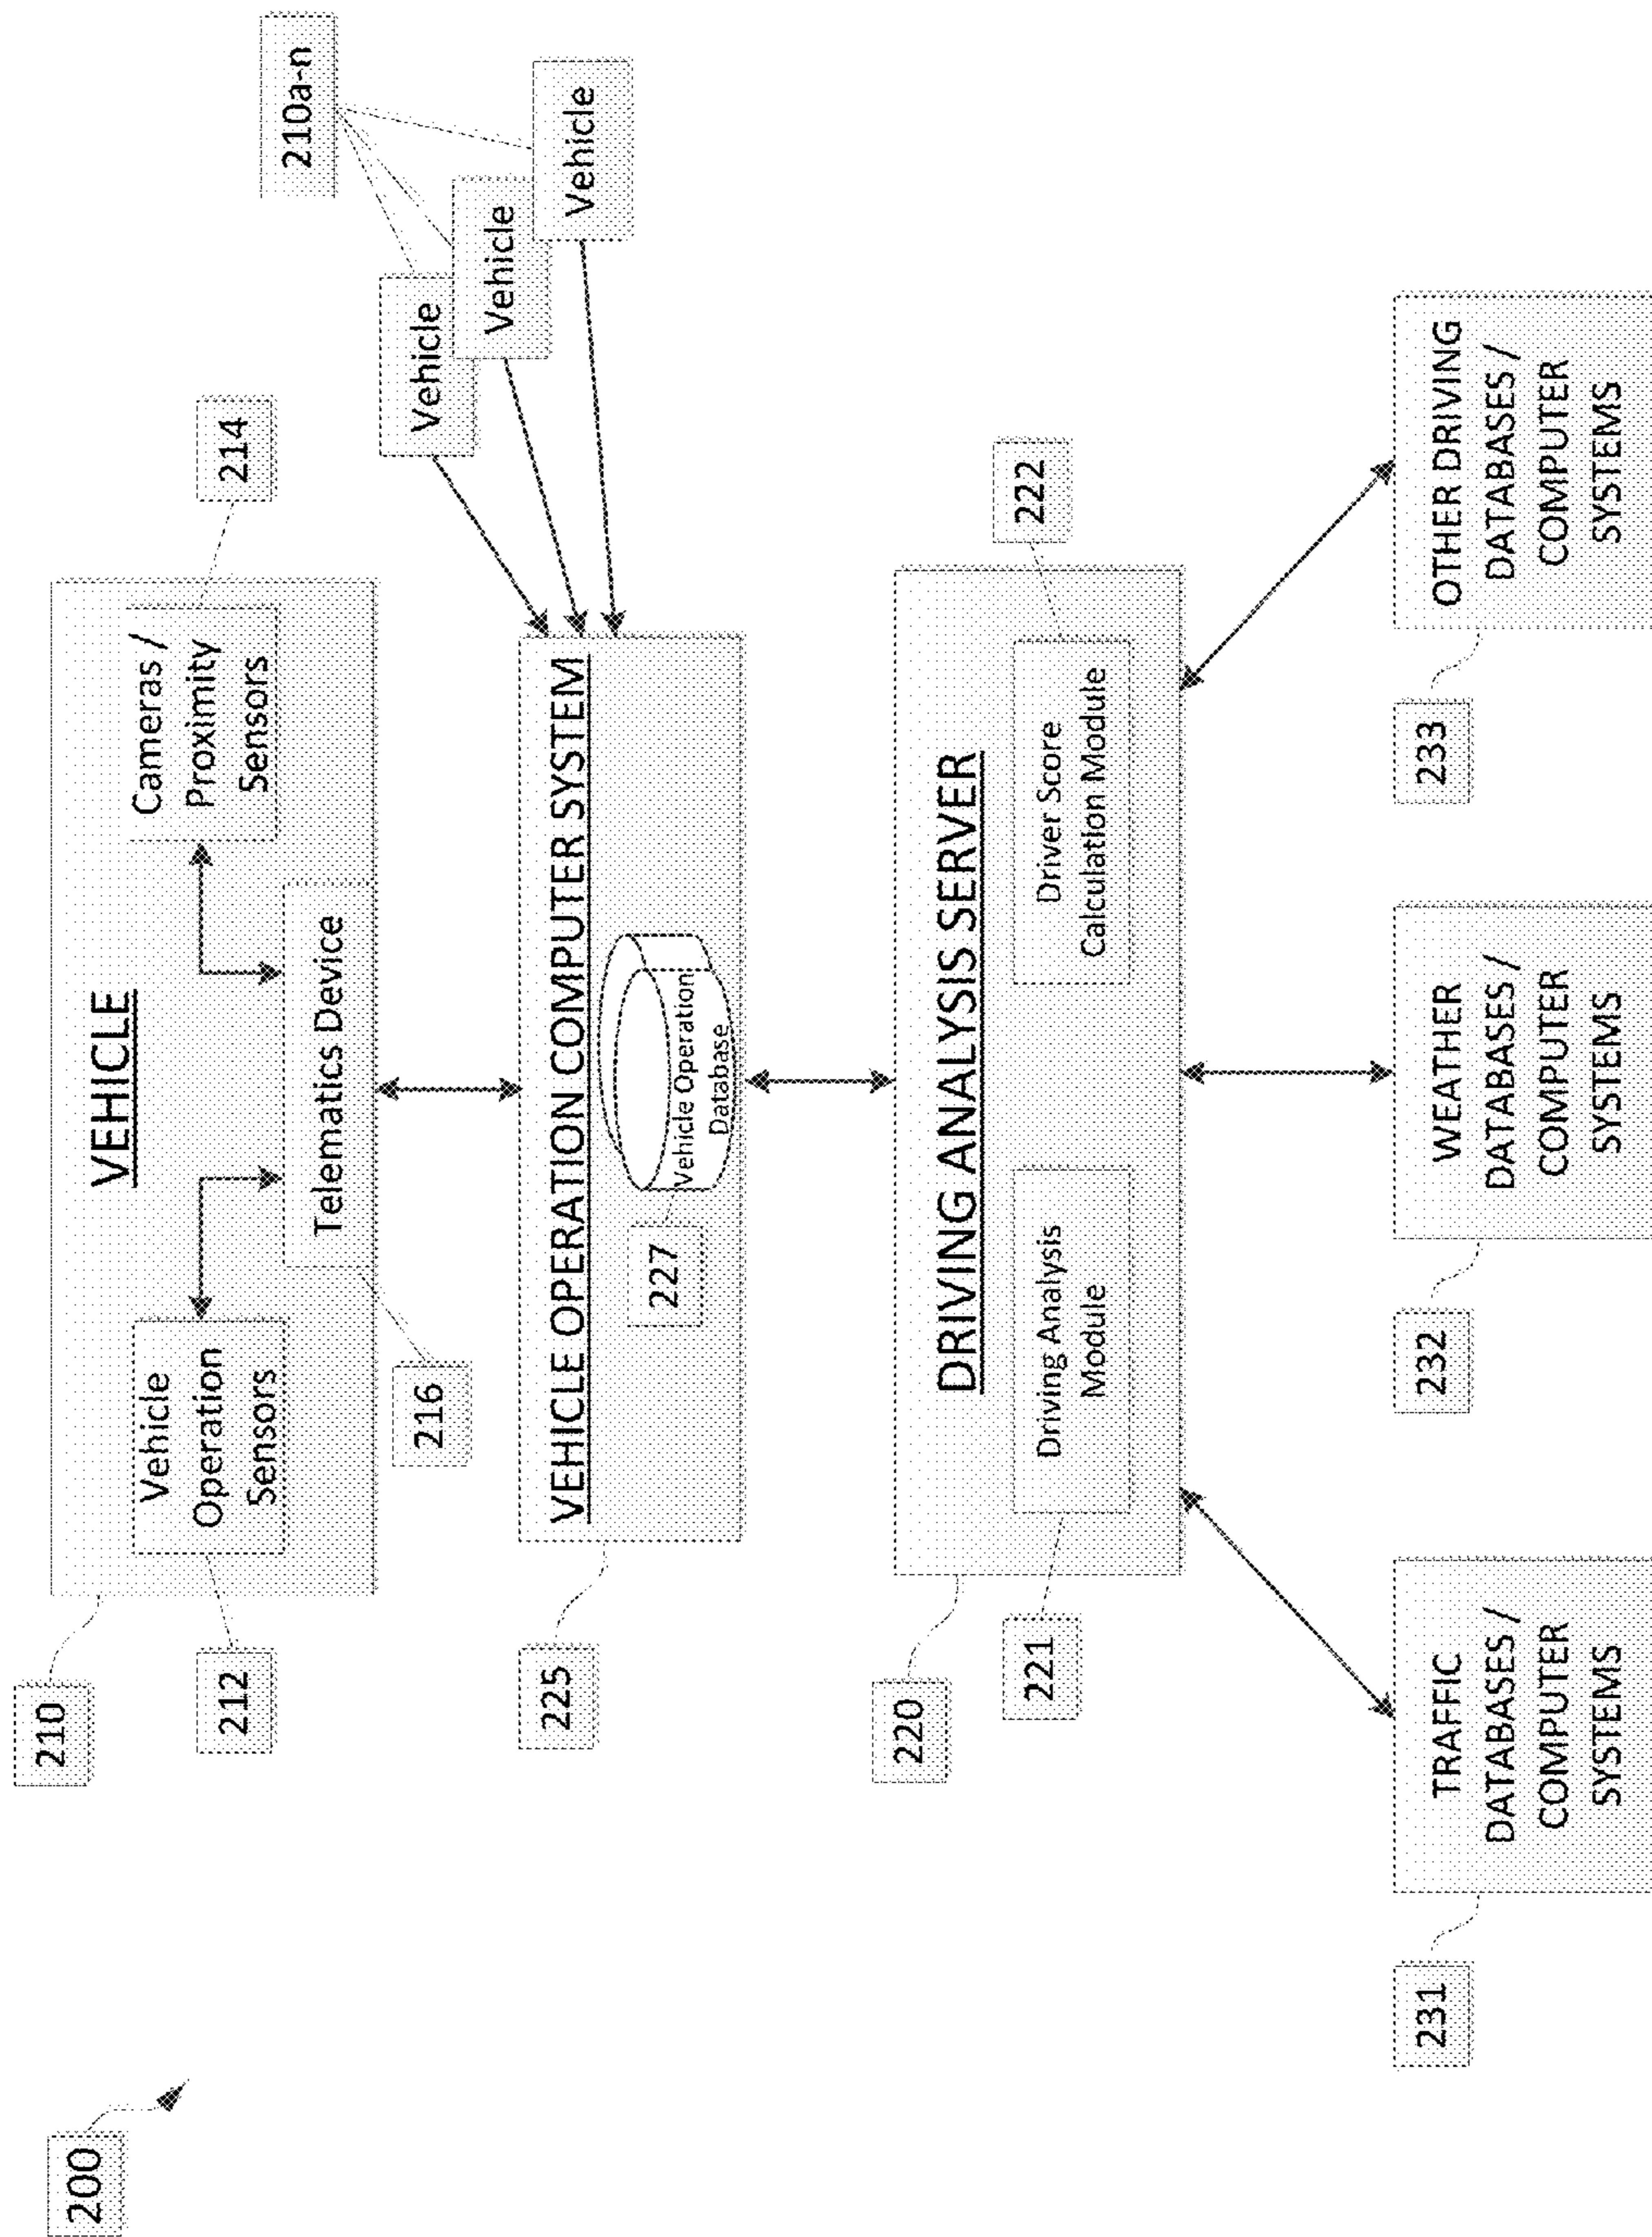 200
210
VEHICLE
212
Vehicle
Operation
Sensors
Cameras /
Proximity
Sensors
214
Telematics Device
216
210a-n
Vehicle
Vehicle
Vehicle
225
VEHICLE OPERATION COMPUTER SYSTEM
227
Vehicle Operation
Database
220
DRIVING ANALYSIS SERVER
221
Driving Analysis
Module
Driver Score
Calculation Module
222
231
TRAFFIC
DATABASES /
COMPUTER
SYSTEMS
232
WEATHER
DATABASES /
COMPUTER
SYSTEMS
233
OTHER DRIVING
DATABASES /
COMPUTER
SYSTEMS